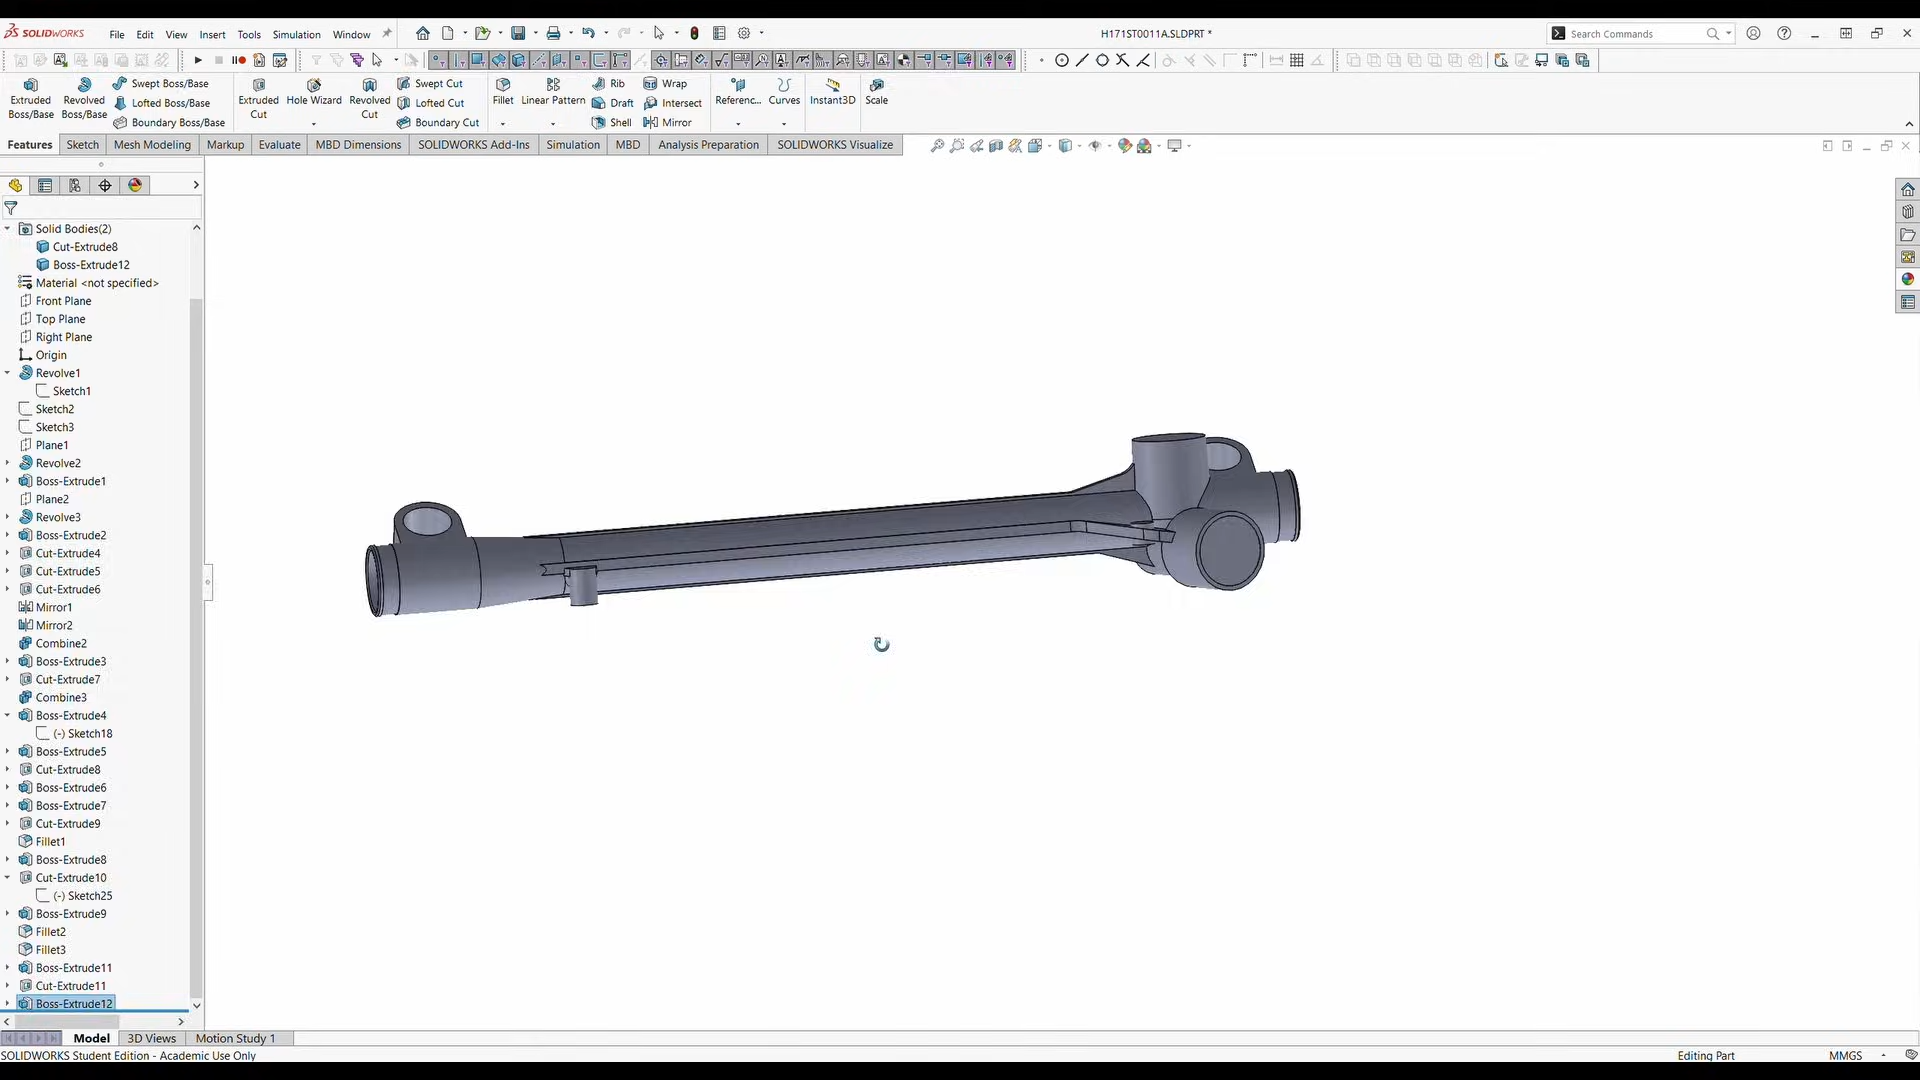 SOLIDWORKS
File Edit View Insert Tools Simulation Window
H171ST0011A.SLDPRT *
Search Commands
Extruded Boss/Base
Revolved Boss/Base
Swept Boss/Base
Lofted Boss/Base
Boundary Boss/Base
Extruded Cut
Hole Wizard
Revolved Cut
Swept Cut
Lofted Cut
Boundary Cut
Fillet
Linear Pattern
Rib
Draft
Shell
Wrap
Intersect
Mirror
Referenc...
Curves
Instant3D
Scale
Features Sketch Mesh Modeling Markup Evaluate MBD Dimensions SOLIDWORKS Add-Ins Simulation MBD Analysis Preparation SOLIDWORKS Visualize
Solid Bodies(2)
Cut-Extrude8
Boss-Extrude12
Material <not specified>
Front Plane
Top Plane
Right Plane
Origin
Revolve1
Sketch1
Sketch2
Sketch3
Plane1
Revolve2
Boss-Extrude1
Plane2
Revolve3
Boss-Extrude2
Cut-Extrude4
Cut-Extrude5
Cut-Extrude6
Mirror1
Mirror2
Combine2
Boss-Extrude3
Cut-Extrude7
Combine3
Boss-Extrude4
(-) Sketch18
Boss-Extrude5
Cut-Extrude8
Boss-Extrude6
Boss-Extrude7
Cut-Extrude9
Fillet1
Boss-Extrude8
Cut-Extrude10
(-) Sketch25
Boss-Extrude9
Fillet2
Fillet3
Boss-Extrude11
Cut-Extrude11
Boss-Extrude12
Model 3D Views Motion Study 1
SOLIDWORKS Student Edition - Academic Use Only
Editing Part
MMGS